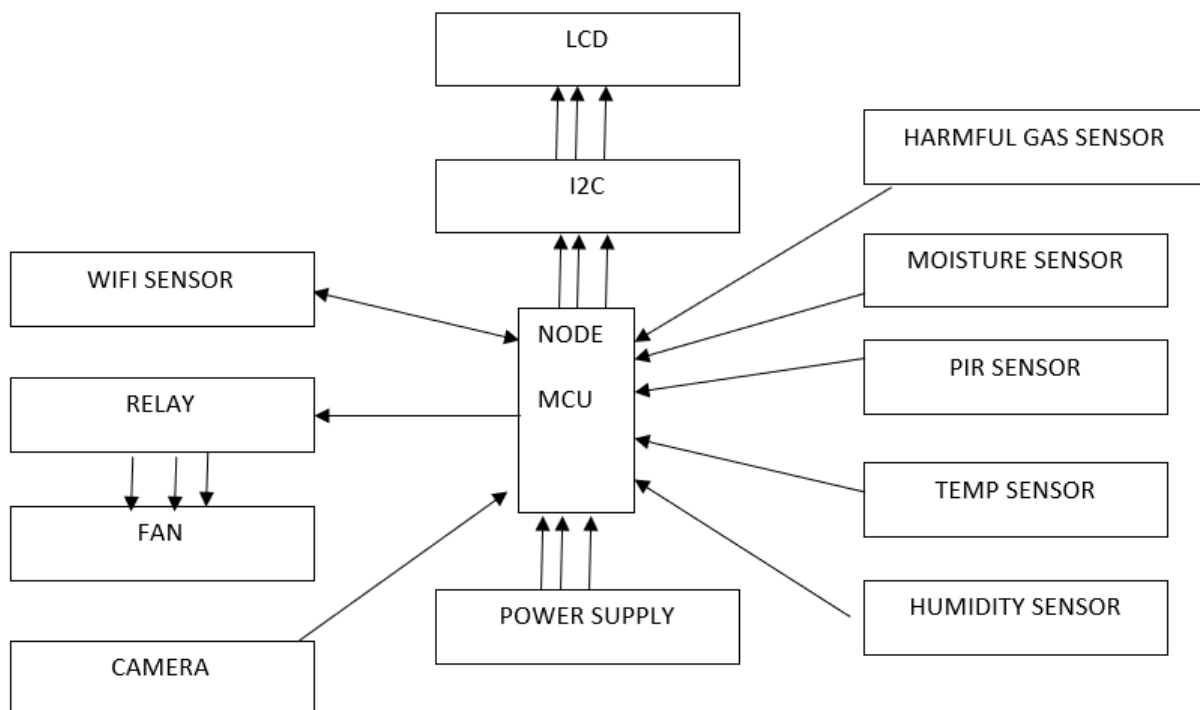 LCD
HARMFUL GAS SENSOR
I2C
MOISTURE SENSOR
WIFI SENSOR
NODE
MCU
PIR SENSOR
RELAY
TEMP SENSOR
FAN
HUMIDITY SENSOR
POWER SUPPLY
CAMERA